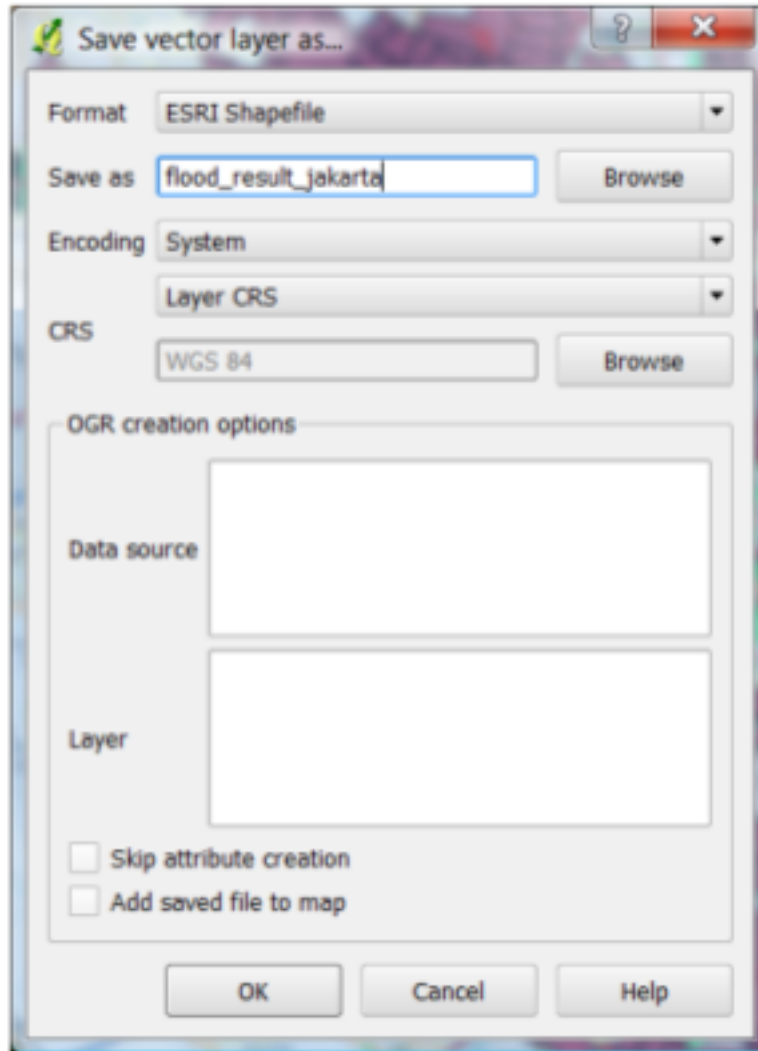 Save vector layer as...
Format ESRI Shapefile
Save as flood_result_jakarta Browse
Encoding System
Layer CRS
CRS
WGS 84 Browse
OGR creation options
Data source
Layer
Skip attribute creation
Add saved file to map
OK Cancel Help